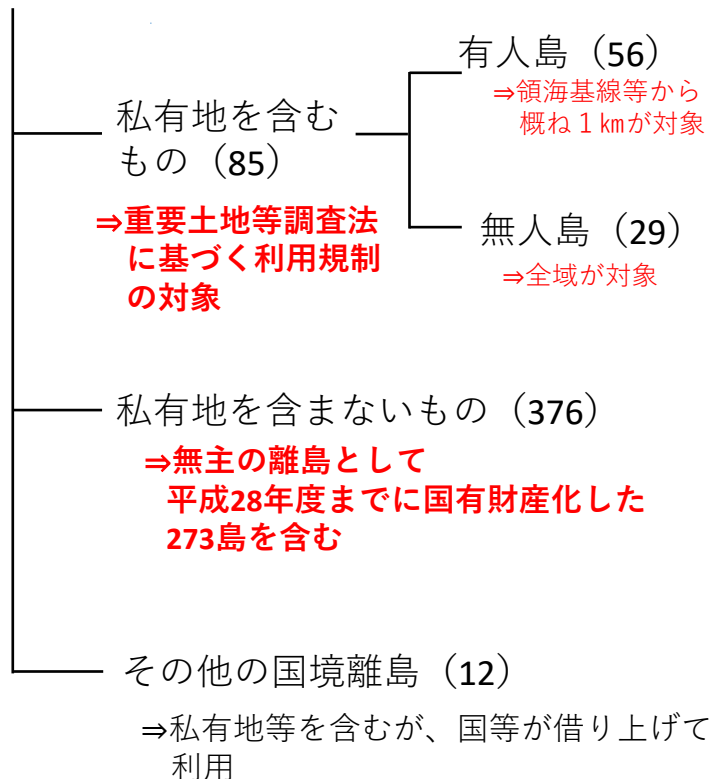 有人島（56）
⇒領海基線等から
概ね１㎞が対象
私有地を含む
もの（85）
⇒重要土地等調査法
に基づく利用規制
の対象
無人島（29）
⇒全域が対象
私有地を含まないもの（376）
⇒無主の離島として
平成28年度までに国有財産化した
273島を含む
その他の国境離島（12）
⇒私有地等を含むが、国等が借り上げて
利用